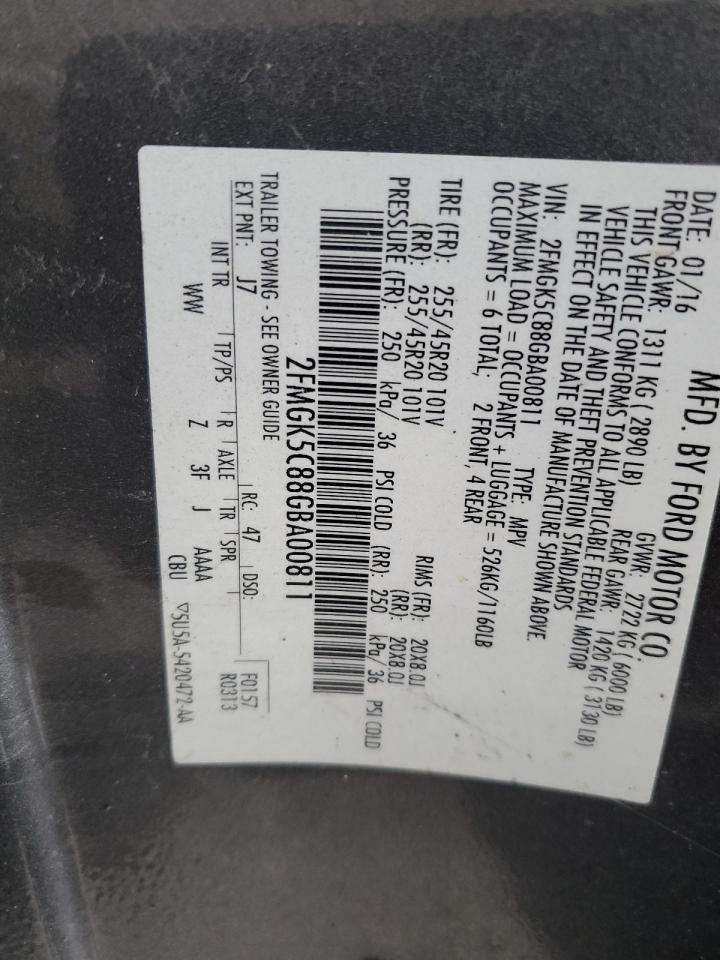 MFD. BY FORD MOTOR CO
DATE: 01/16 GVWR: 2722 KG ( 6000 LB)
FRONT GAWR: 1311 KG ( 2890 LB) REAR GAWR: 1420 KG ( 3130 LB)
THIS VEHICLE CONFORMS TO ALL APPLICABLE FEDERAL MOTOR
VEHICLE SAFETY AND THEFT PREVENTION STANDARDS
IN EFFECT ON THE DATE OF MANUFACTURE SHOWN ABOVE.
VIN: 2FMGK5C88GBA00811 TYPE: MPV
MAXIMUM LOAD = OCCUPANTS + LUGGAGE = 526KG/1160LB
OCCUPANTS = 6 TOTAL; 2 FRONT, 4 REAR
TIRE (FR): 255/45R20 101V RIMS (FR): 20X8.0J
(RR): 255/45R20 101V (RR): 20X8.0J
PRESSURE (FR): 250 kPa/ 36 PSI COLD (RR): 250 kPa/ 36 PSI COLD
2FMGK5C88GBA00811
TRAILER TOWING - SEE OWNER GUIDE
EXT PNT: J7 RC: 47 DSO: F0157
R0313
INT TR TP/PS R AXLE TR SPR
WW Z 3F J AAAA
CBU ▽5U5A-5420472-AA